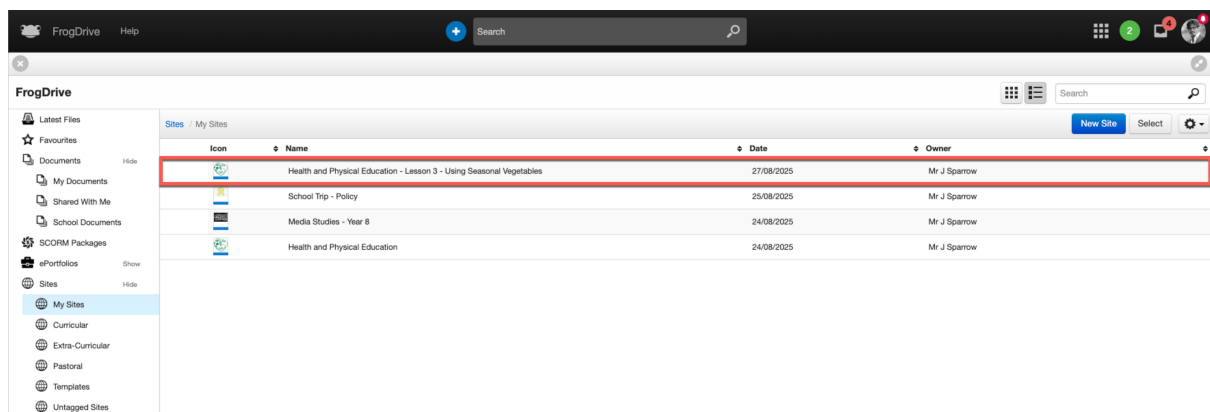 FrogDrive Help Search 2 4
FrogDrive Search
Latest Files
Sites / My Sites New Site Select
Favourites
Icon Name Date Owner
Documents Hide
Health and Physical Education - Lesson 3 - Using Seasonal Vegetables 27/08/2025 Mr J Sparrow
My Documents
School Trip - Policy 25/08/2025 Mr J Sparrow
Shared With Me
Media Studies - Year 8 24/08/2025 Mr J Sparrow
School Documents
Health and Physical Education 24/08/2025 Mr J Sparrow
SCORM Packages
ePortfolios Show
Sites Hide
My Sites
Curricular
Extra-Curricular
Pastoral
Templates
Untagged Sites